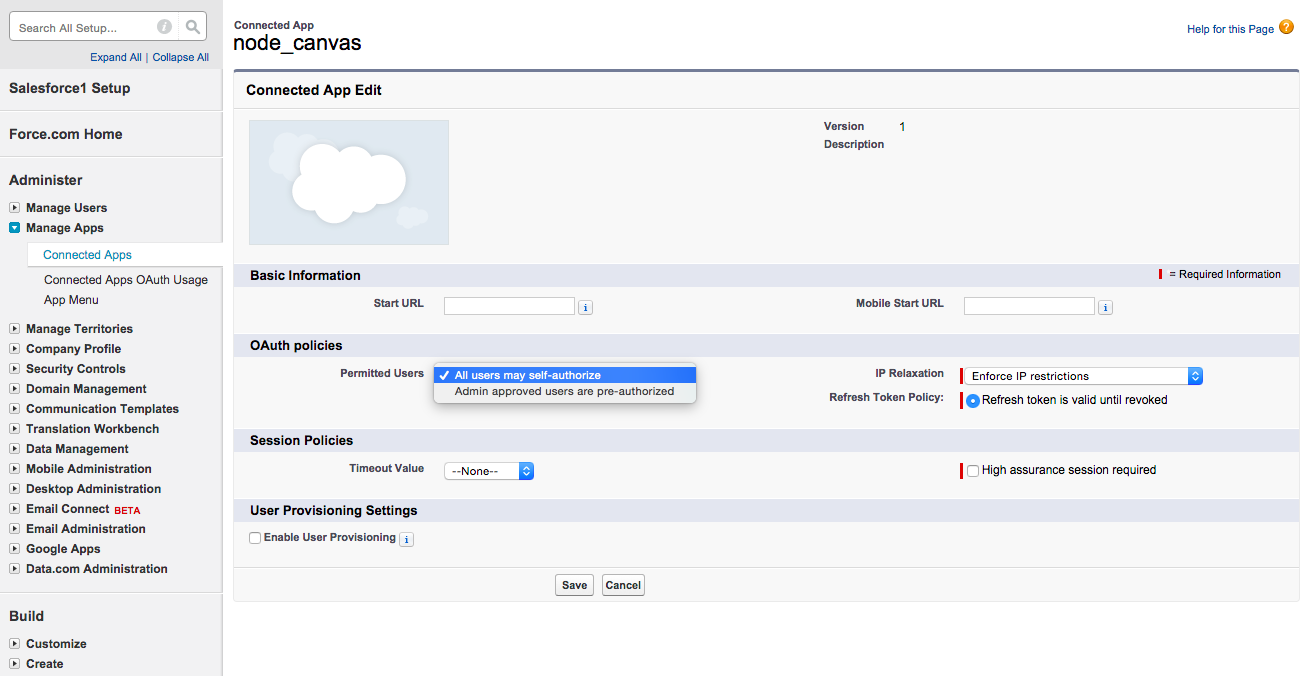 Search All Setup...
Expand All | Collapse All
Salesforce1 Setup
Force.com Home
Administer
Manage Users
Manage Apps
Connected Apps
Connected Apps OAuth Usage
App Menu
Manage Territories
Company Profile
Security Controls
Domain Management
Communication Templates
Translation Workbench
Data Management
Mobile Administration
Desktop Administration
Email Connect BETA
Email Administration
Google Apps
Data.com Administration
Build
Customize
Create
Connected App
node_canvas
Help for this Page ?
Connected App Edit
Version 1
Description
Basic Information
= Required Information
Start URL i
Mobile Start URL i
OAuth policies
Permitted Users
All users may self-authorize
Admin approved users are pre-authorized
IP Relaxation Enforce IP restrictions
Refresh Token Policy: Refresh token is valid until revoked
Session Policies
Timeout Value --None--
High assurance session required
User Provisioning Settings
Enable User Provisioning i
Save Cancel